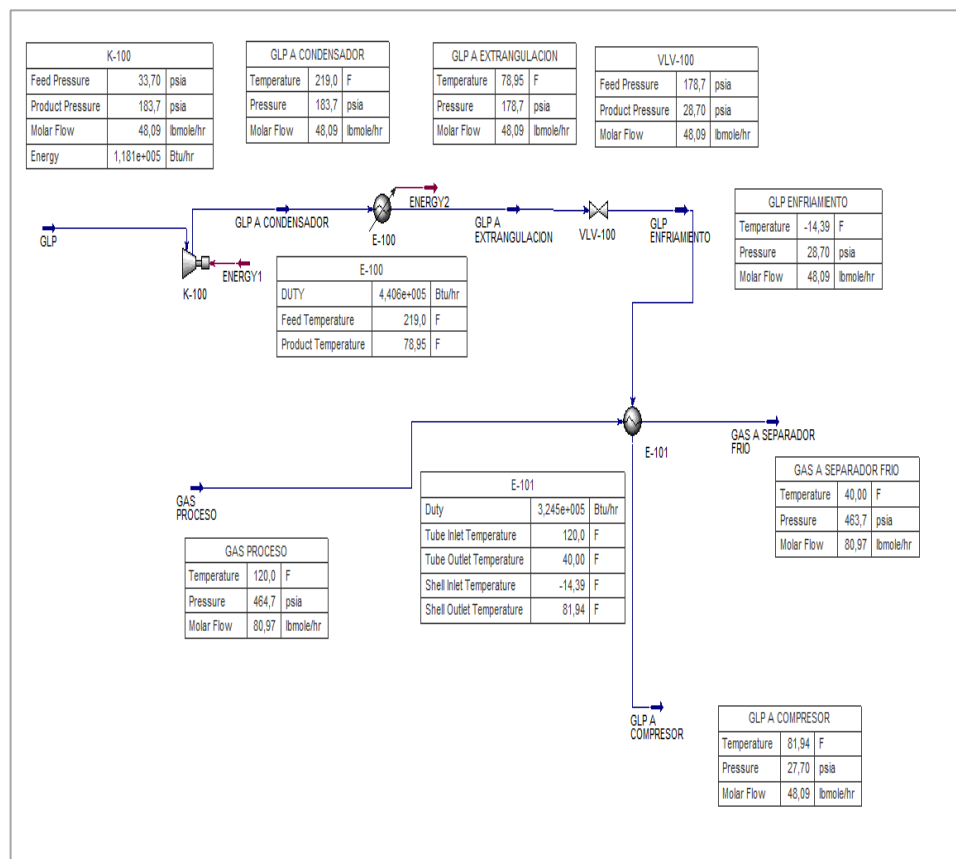 K-100
Feed Pressure 33,70 psia
Product Pressure 183,7 psia
Molar Flow 48,09 lbmole/hr
Energy 1,181e+005 Btu/hr
GLP A CONDENSADOR
Temperature 219,0 F
Pressure 183,7 psia
Molar Flow 48,09 lbmole/hr
GLP A EXTRANGULACION
Temperature 78,95 F
Pressure 178,7 psia
Molar Flow 48,09 lbmole/hr
VLV-100
Feed Pressure 178,7 psia
Product Pressure 28,70 psia
Molar Flow 48,09 lbmole/hr
GLP
K-100
ENERGY1
GLP A CONDENSADOR
E-100
ENERGY2
GLP A
EXTRANGULACION
VLV-100
GLP
ENFRIAMIENTO
GLP ENFRIAMIENTO
Temperature -14,39 F
Pressure 28,70 psia
Molar Flow 48,09 lbmole/hr
E-100
DUTY 4,406e+005 Btu/hr
Feed Temperature 219,0 F
Product Temperature 78,95 F
E-101
GAS A SEPARADOR
FRIO
GAS
PROCESO
E-101
Duty 3,245e+005 Btu/hr
Tube Inlet Temperature 120,0 F
Tube Outlet Temperature 40,00 F
Shell Inlet Temperature -14,39 F
Shell Outlet Temperature 81,94 F
GAS A SEPARADOR FRIO
Temperature 40,00 F
Pressure 463,7 psia
Molar Flow 80,97 lbmole/hr
GAS PROCESO
Temperature 120,0 F
Pressure 464,7 psia
Molar Flow 80,97 lbmole/hr
GLP A
COMPRESOR
GLP A COMPRESOR
Temperature 81,94 F
Pressure 27,70 psia
Molar Flow 48,09 lbmole/hr